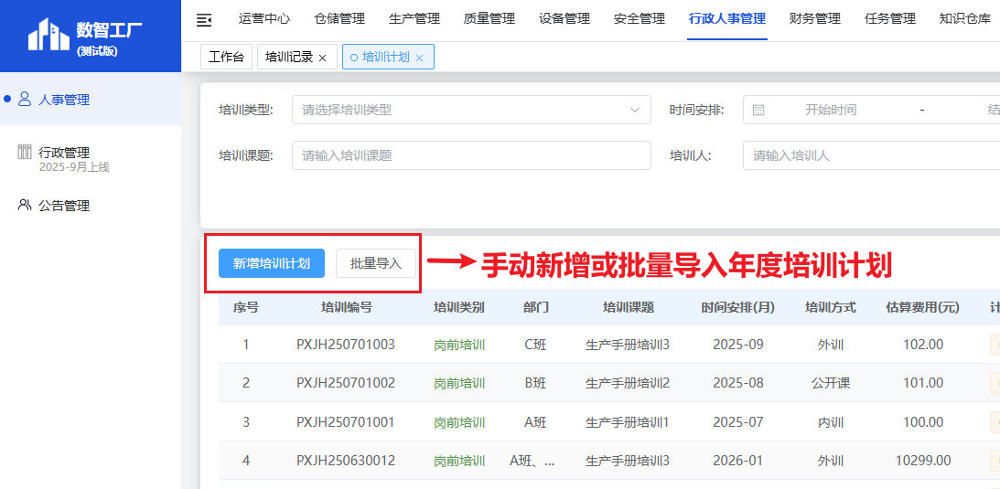 数智工厂
(测试版)
运营中心 仓储管理 生产管理 质量管理 设备管理 安全管理 行政人事管理 财务管理 任务管理 知识仓库
工作台 培训记录 × 培训计划 ×
人事管理
行政管理
2025-9月上线
公告管理
培训类型: 请选择培训类型 时间安排: 开始时间 - 结
培训课题: 请输入培训课题 培训人: 请输入培训人
新增培训计划 批量导入 手动新增或批量导入年度培训计划
序号 培训编号 培训类别 部门 培训课题 时间安排(月) 培训方式 估算费用(元) 计
1 PXJH250701003 岗前培训 C班 生产手册培训3 2025-09 外训 102.00
2 PXJH250701002 岗前培训 B班 生产手册培训2 2025-08 公开课 101.00
3 PXJH250701001 岗前培训 A班 生产手册培训1 2025-07 内训 100.00
4 PXJH250630012 岗前培训 A班、... 生产手册培训3 2026-01 外训 10299.00